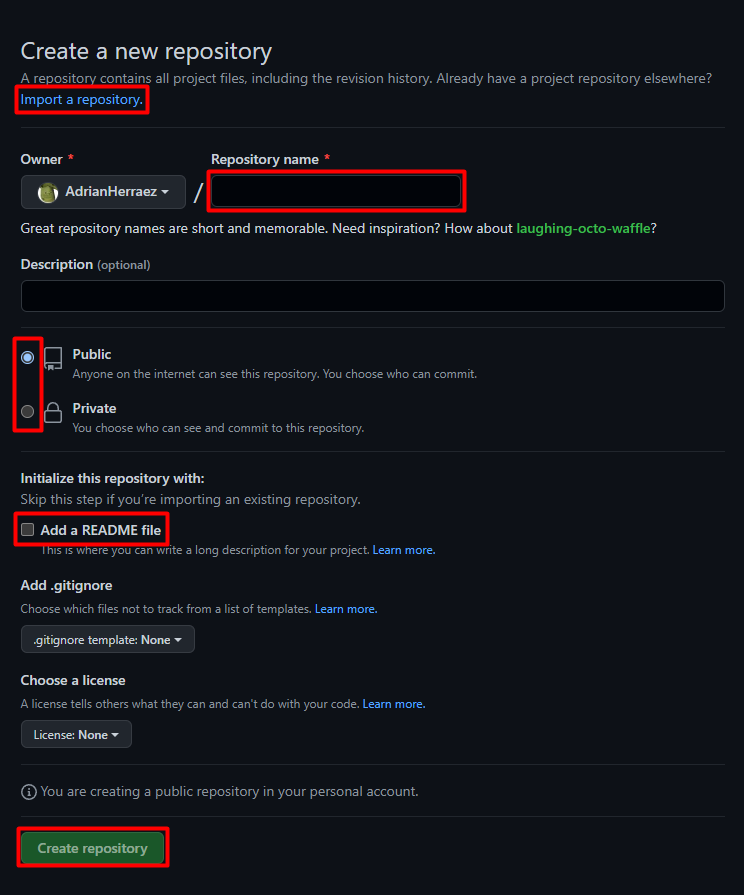 Create a new repository
A repository contains all project files, including the revision history. Already have a project repository elsewhere?
Import a repository.
Owner * Repository name *
AdrianHerraez /
Great repository names are short and memorable. Need inspiration? How about laughing-octo-waffle?
Description (optional)
Public
Anyone on the internet can see this repository. You choose who can commit.
Private
You choose who can see and commit to this repository.
Initialize this repository with:
Skip this step if you're importing an existing repository.
Add a README file
This is where you can write a long description for your project. Learn more.
Add .gitignore
Choose which files not to track from a list of templates. Learn more.
.gitignore template: None
Choose a license
A license tells others what they can and can't do with your code. Learn more.
License: None
You are creating a public repository in your personal account.
Create repository